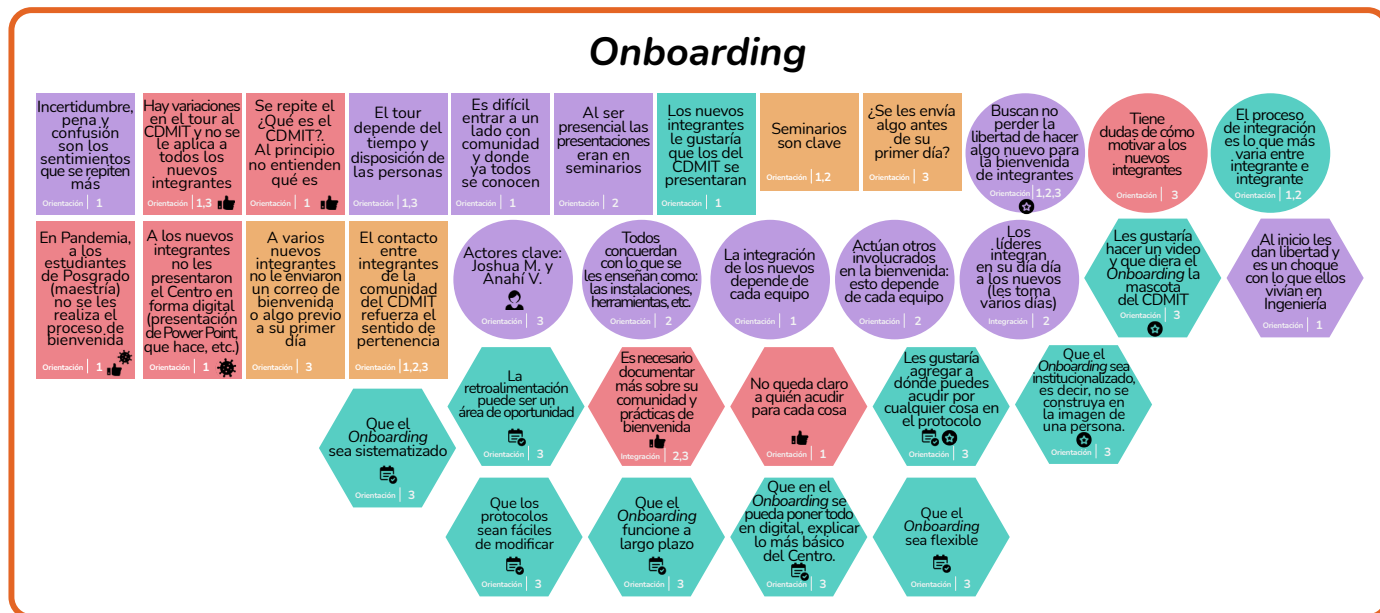 Onboarding
Incertidumbre,
pena y
confusión
son los
sentimientos
que se repiten
más
Orientación | 1
Hay variaciones
en el tour al
CDMIT y no se
le aplica a
todos los
nuevos
integrantes
Orientación | 1,3
Se repite el
¿Qué es el
CDMIT?.
Al principio
no entienden
qué es
Orientación | 1
El tour
depende del
tiempo y
disposición de
las personas
Orientación | 1,3
Es difícil
entrar a un
lado con
comunidad
y donde
ya todos
se conocen
Orientación | 1
Al ser
presencial las
presentaciones
eran en
seminarios
Orientación | 2
Los nuevos
integrantes
le gustaría
que los del
CDMIT se
presentaran
Orientación | 1
Seminarios
son clave
Orientación | 1,2
¿Se les envía
algo antes
de su
primer día?
Orientación | 3
Buscan no
perder la
libertad de hacer
algo nuevo para
la bienvenida
de integrantes
Orientación | 1,2,3
Tiene
dudas de cómo
motivar a los
nuevos
integrantes
Orientación | 3
El proceso
de integración
es lo que más
varia entre
integrante e
integrante
Orientación | 1,2
En Pandemia,
a los
estudiantes
de Posgrado
(maestría)
no se les
realiza el
proceso de
bienvenida
Orientación | 1
A los nuevos
integrantes
no les
presentaron
el Centro en
forma digital
(presentación
de Power Point,
que hace, etc.)
Orientación | 1
A varios
nuevos
integrantes
no le enviaron
un correo de
bienvenida
o algo previo
a su primer
día
Orientación | 3
El contacto
entre
integrantes
de la
comunidad
del CDMIT
refuerza el
sentido de
pertenencia
Orientación | 1,2,3
Actores clave:
Joshua M. y
Anahí V.
Orientación | 3
Todos
concuerdan
con lo que se
les enseñan como:
las instalaciones,
herramientas, etc.
Orientación | 2
La integración
de los nuevos
depende de
cada equipo
Orientación | 1
Actúan otros
involucrados
en la bienvenida:
esto depende
de cada equipo
Orientación | 2
Los
líderes
integran
en su día día
a los nuevos
(les toma
varios días)
Integración | 2
Les gustaría
hacer un video
y que diera el
Onboarding la
mascota
del CDMIT
Orientación | 3
Al inicio les
dan libertad y
es un choque
con lo que ellos
vivían en
Ingeniería
Orientación | 1
Que el
Onboarding
sea sistematizado
Orientación | 3
La
retroalimentación
puede ser un
área de oportunidad
Orientación | 3
Es necesario
documentar
más sobre su
comunidad y
prácticas de
bienvenida
Integración | 2,3
No queda claro
a quién acudir
para cada cosa
Orientación | 1
Les gustaría
agregar a
dónde puedes
acudir por
cualquier cosa en
el protocolo
Orientación | 3
Que el
Onboarding sea
institucionalizado,
es decir, no se
construya en
la imagen de
una persona.
Orientación | 3
Que los
protocolos
sean fáciles
de modificar
Orientación | 3
Que el
Onboarding
funcione a
largo plazo
Orientación | 3
Que en el
Onboarding se
pueda poner todo
en digital, explicar
lo más básico
del Centro.
Orientación | 3
Que el
Onboarding
sea flexible
Orientación | 3